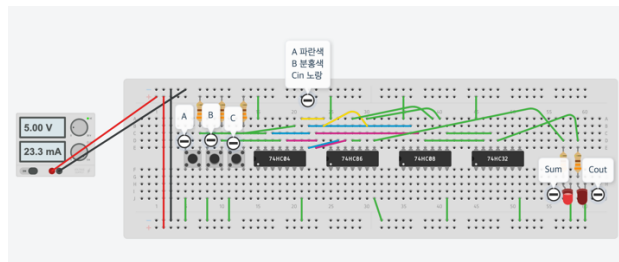 A 파란색
B 분홍색
Cin 노랑
A
B
C
5.00 V
23.3 mA
74HC04
74HC86
74HC08
74HC32
Sum
Cout